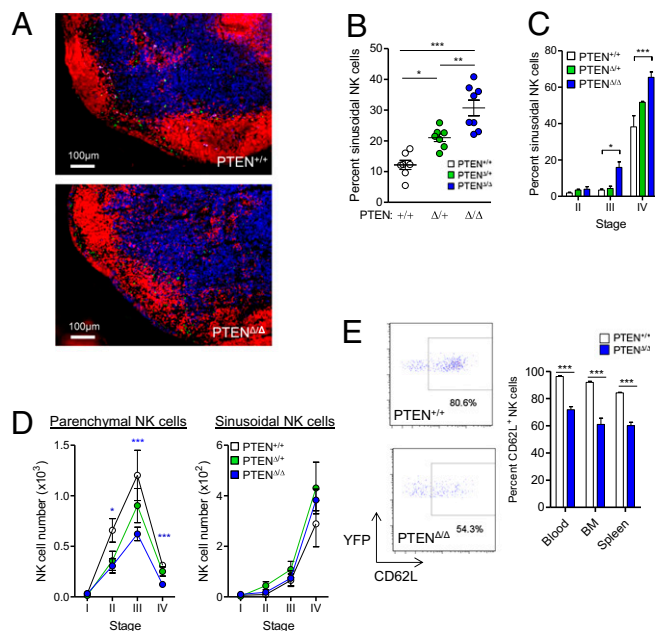 A
100μm
PTEN+/+
100μm
PTENΔ/Δ
B
Percent sinusoidal NK cells
50
40
30
20
10
0
***
*
**
PTEN+/+
PTENΔ/+
PTENΔ/Δ
PTEN: +/+ Δ/+ Δ/Δ
C
Percent sinusoidal NK cells
80
60
40
20
0
PTEN+/+
PTENΔ/+
PTENΔ/Δ
***
*
II III IV
Stage
D
Parenchymal NK cells
NK cell number (x10³)
1.5
1.0
0.5
0.0
*
***
***
I II III IV
Stage
Sinusoidal NK cells
NK cell number (x10²)
6
4
2
0
PTEN+/+
PTENΔ/+
PTENΔ/Δ
I II III IV
Stage
E
80.6%
PTEN+/+
54.3%
PTENΔ/Δ
YFP
CD62L
PTEN+/+
PTENΔ/Δ
Percent CD62L+ NK cells
100
80
60
40
20
0
***
***
***
Blood
BM
Spleen